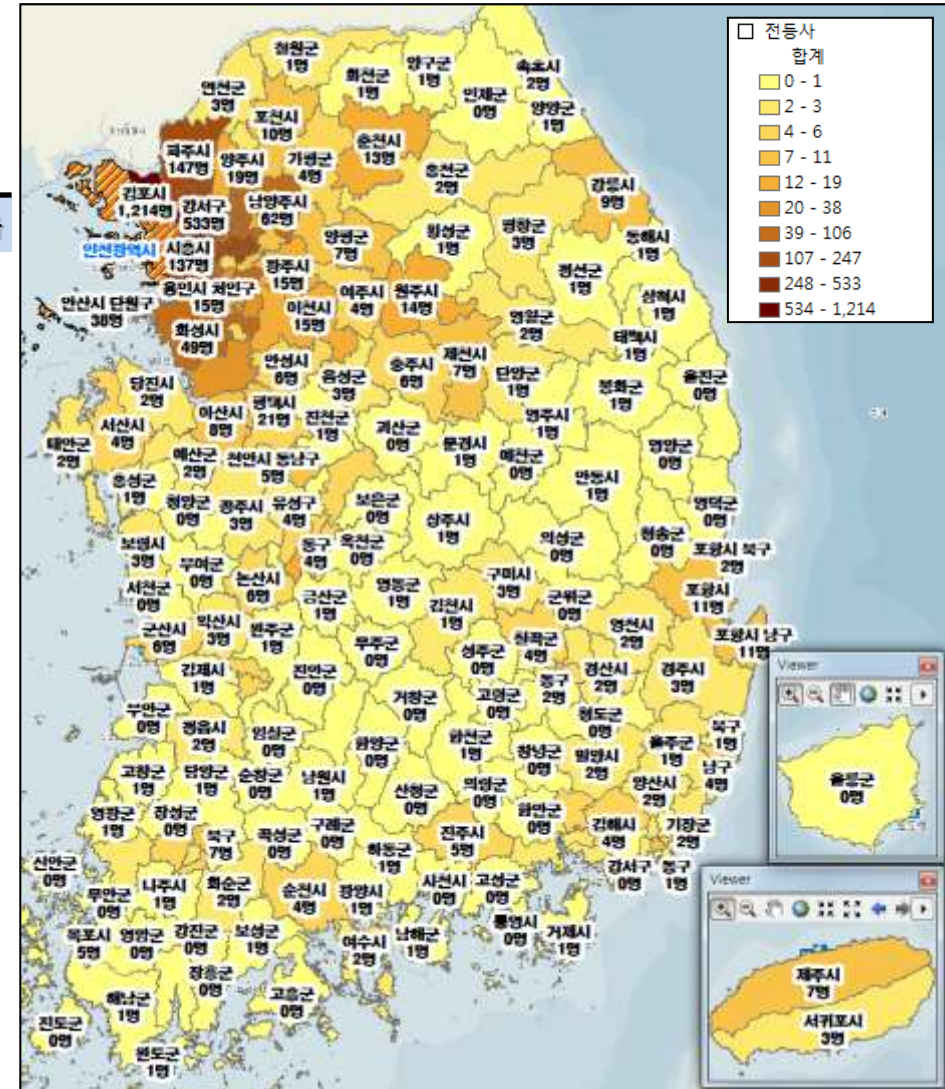 전등사
합계
0 - 1
2 - 3
4 - 6
7 - 11
12 - 19
20 - 38
39 - 106
107 - 247
248 - 533
534 - 1,214
철원군
1명
화천군
1명
양구군
1명
속초시
2명
연천군
3명
포천시
10명
춘천시
13명
인제군
0명
양양군
1명
파주시
147명
양주시
19명
가평군
4명
홍천군
2명
강릉시
9명
김포시
1,214명
강서구
533명
남양주시
62명
양평군
7명
횡성군
1명
평창군
3명
동해시
1명
인천광역시
시흥시
137명
광주시
15명
여주시
4명
원주시
14명
정선군
1명
삼척시
1명
안산시 단원구
38명
용인시 처인구
15명
이천시
15명
영월군
2명
태백시
1명
화성시
49명
안성시
6명
음성군
3명
충주시
6명
제천시
7명
단양군
1명
봉화군
1명
울진군
0명
당진시
2명
아산시
8명
평택시
21명
진천군
1명
괴산군
0명
영주시
1명
서산시
4명
태안군
2명
예산군
2명
천안시 동남구
5명
문경시
1명
예천군
0명
안동시
1명
영양군
0명
홍성군
1명
청양군
0명
공주시
3명
유성구
4명
보은군
0명
상주시
1명
의성군
0명
청송군
0명
영덕군
0명
보령시
3명
부여군
0명
논산시
6명
동구
4명
옥천군
0명
영동군
1명
구미시
3명
군위군
0명
포항시 북구
2명
포항시
11명
서천군
0명
금산군
1명
김천시
1명
칠곡군
4명
영천시
2명
포항시 남구
11명
군산시
6명
익산시
3명
완주군
1명
무주군
0명
성주군
0명
동구
2명
경산시
2명
경주시
3명
김제시
1명
진안군
0명
거창군
0명
고령군
0명
청도군
0명
부안군
0명
정읍시
2명
임실군
0명
함양군
0명
합천군
1명
창녕군
0명
밀양시
2명
울주군
1명
북구
1명
고창군
1명
담양군
1명
순창군
0명
남원시
1명
산청군
0명
의령군
0명
양산시
2명
남구
4명
영광군
1명
장성군
0명
북구
7명
곡성군
0명
구례군
0명
하동군
1명
진주시
5명
함안군
0명
김해시
4명
기장군
2명
신안군
0명
무안군
0명
나주시
1명
화순군
2명
순천시
4명
광양시
1명
사천시
0명
고성군
0명
강서구
0명
동구
1명
목포시
5명
영암군
0명
강진군
0명
보성군
1명
여수시
2명
남해군
1명
통영시
0명
거제시
1명
장흥군
0명
고흥군
0명
해남군
1명
진도군
0명
완도군
1명
Viewer
울릉군
0명
Viewer
제주시
7명
서귀포시
3명